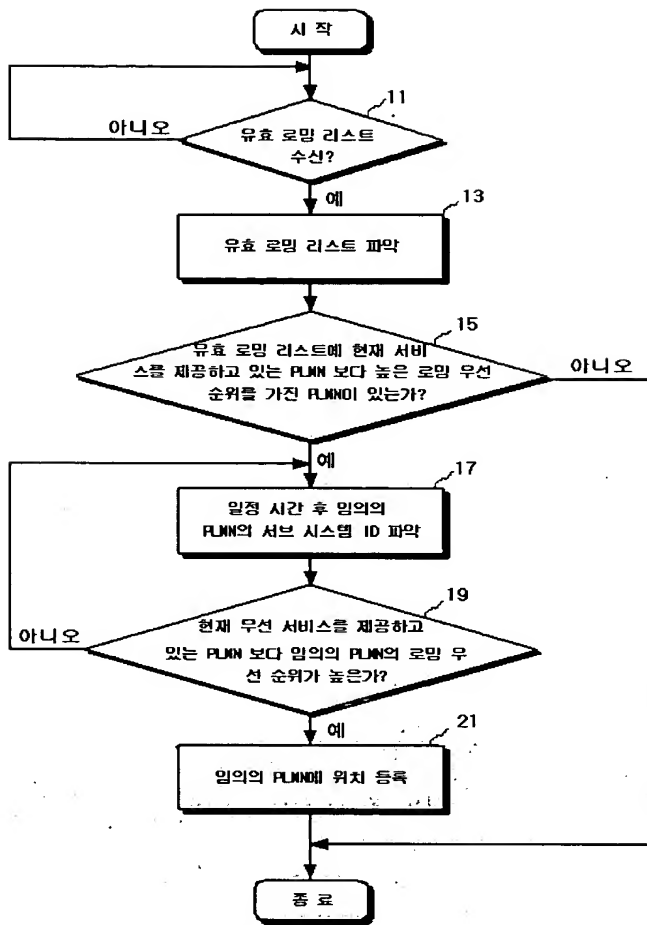 시 작
11
유효 로밍 리스트
수신?
아니오
예
13
유효 로밍 리스트 파악
15
유효 로밍 리스트에 현재 서비
스를 제공하고 있는 PLMN 보다 높은 로밍 우선
순위를 가진 PLMN이 있는가?
아니오
예
17
일정 시간 후 임의의
PLMN의 서브 시스템 ID 파악
19
현재 무선 서비스를 제공하고
있는 PLMN 보다 임의의 PLMN의 로밍 우
선 순위가 높은가?
아니오
예
21
임의의 PLMN에 위치 등록
종 료